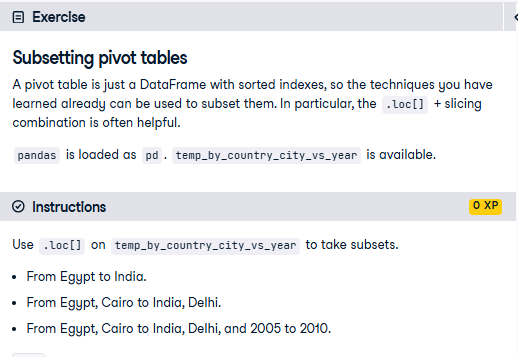 Exercise
Subsetting pivot tables
A pivot table is just a DataFrame with sorted indexes, so the techniques you have
learned already can be used to subset them. In particular, the .loc[] + slicing
combination is often helpful.
pandas is loaded as pd. temp_by_country_city_vs_year is available.
Instructions
0 XP
Use .loc[] on temp_by_country_city_vs_year to take subsets.
• From Egypt to India.
• From Egypt, Cairo to India, Delhi.
• From Egypt, Cairo to India, Delhi, and 2005 to 2010.